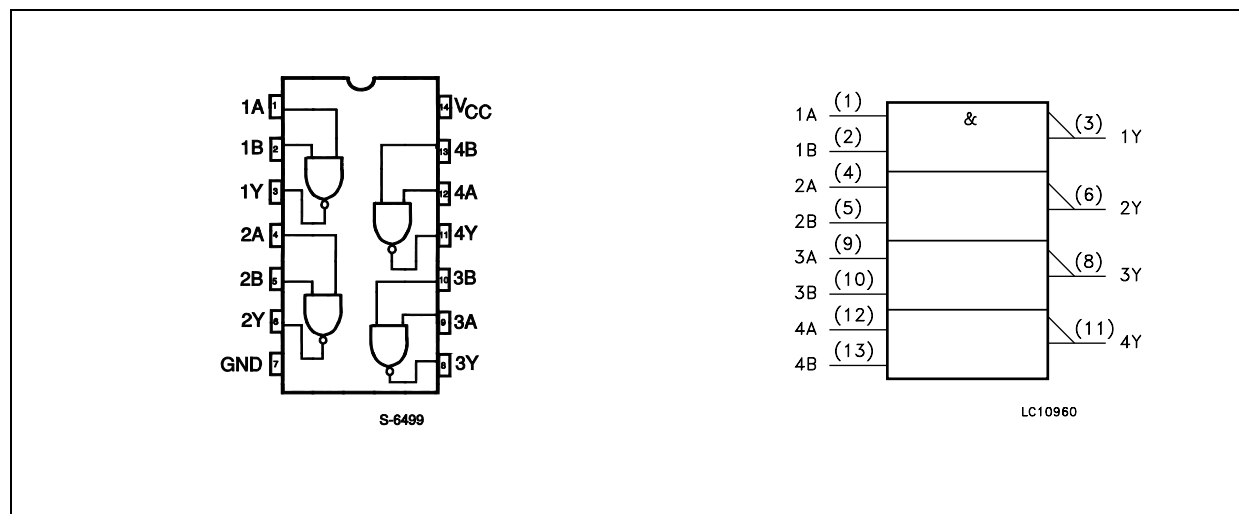 1A 1 14 VCC
1B 2 13 4B
1Y 3 12 4A
2A 4 11 4Y
2B 5 10 3B
2Y 6 9 3A
GND 7 8 3Y
S-6499
&
1A (1)
1B (2)
2A (4)
2B (5)
3A (9)
3B (10)
4A (12)
4B (13)
(3) 1Y
(6) 2Y
(8) 3Y
(11) 4Y
LC10960